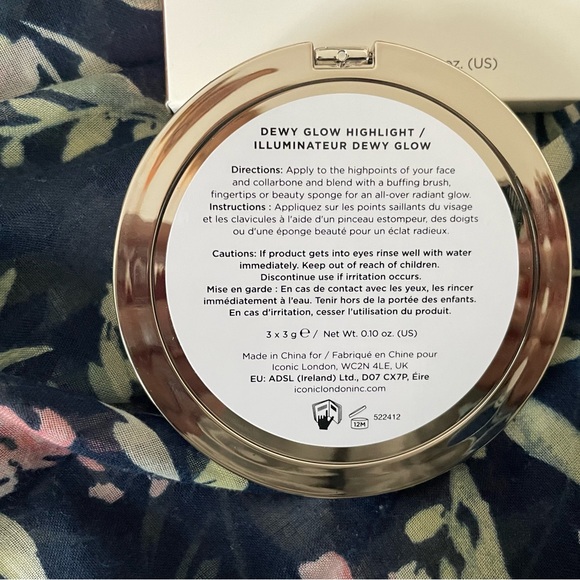 oz. (US)
DEWY GLOW HIGHLIGHT /
ILLUMINATEUR DEWY GLOW
Directions: Apply to the highpoints of your face
and collarbone and blend with a buffing brush,
fingertips or beauty sponge for an all-over radiant glow.
Instructions : Appliquez sur les points saillants du visage
et les clavicules à l'aide d'un pinceau estompeur, des doigts
ou d'une éponge beauté pour un éclat radieux.
Cautions: If product gets into eyes rinse well with water
immediately. Keep out of reach of children.
Discontinue use if irritation occurs.
Mise en garde : En cas de contact avec les yeux, les rincer
immédiatement à l'eau. Tenir hors de la portée des enfants.
En cas d'irritation, cesser l'utilisation du produit.
3 x 3 g ℮ / Net Wt. 0.10 oz. (US)
Made in China for / Fabriqué en Chine pour
Iconic London, WC2N 4LE, UK
EU: ADSL (Ireland) Ltd., D07 CX7P, Éire
iconiclondoninc.com
12M 522412